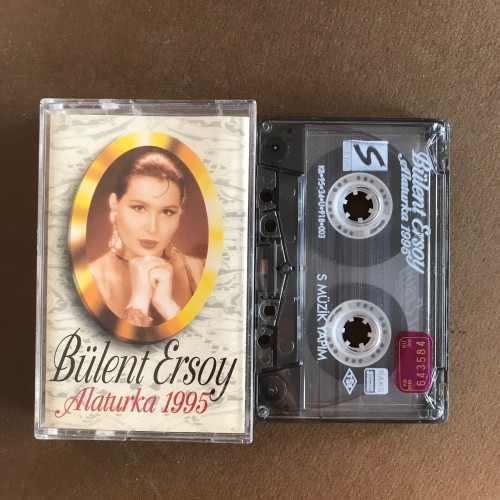 Bülent Ersoy
Alaturka 1995
Bülent Ersoy
Alaturka 1995
S
S MÜZİK YAPIM
643584